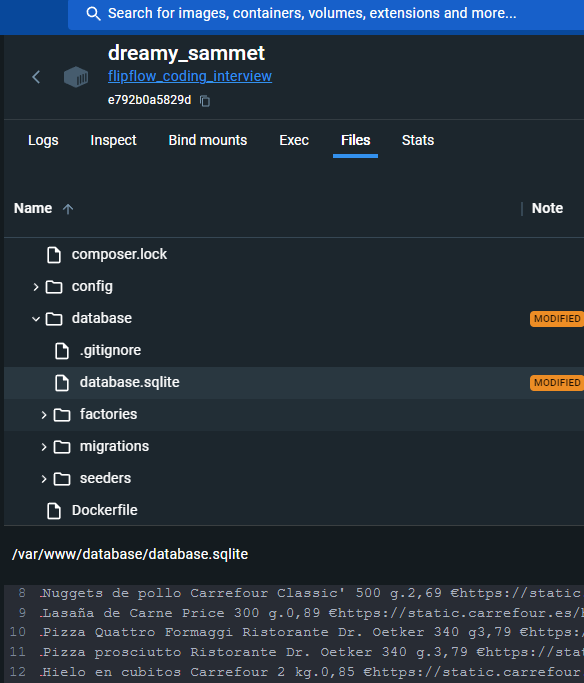 Search for images, containers, volumes, extensions and more...
dreamy_sammet
flipflow_coding_interview
e792b0a5829d
Logs Inspect Bind mounts Exec Files Stats
Name Note
composer.lock
config
database MODIFIED
.gitignore
database.sqlite MODIFIED
factories
migrations
seeders
Dockerfile
/var/www/database/database.sqlite
8 .Nuggets de pollo Carrefour Classic' 500 g.2,69 €https://static.
9 .Lasaña de Carne Price 300 g.0,89 €https://static.carrefour.es/h
10 .Pizza Quattro Formaggi Ristorante Dr. Oetker 340 g3,79 €https:/
11 .Pizza prosciutto Ristorante Dr. Oetker 340 g.3,79 €https://stat
12 .Hielo en cubitos Carrefour 2 kg.0,85 €https://static.carrefour